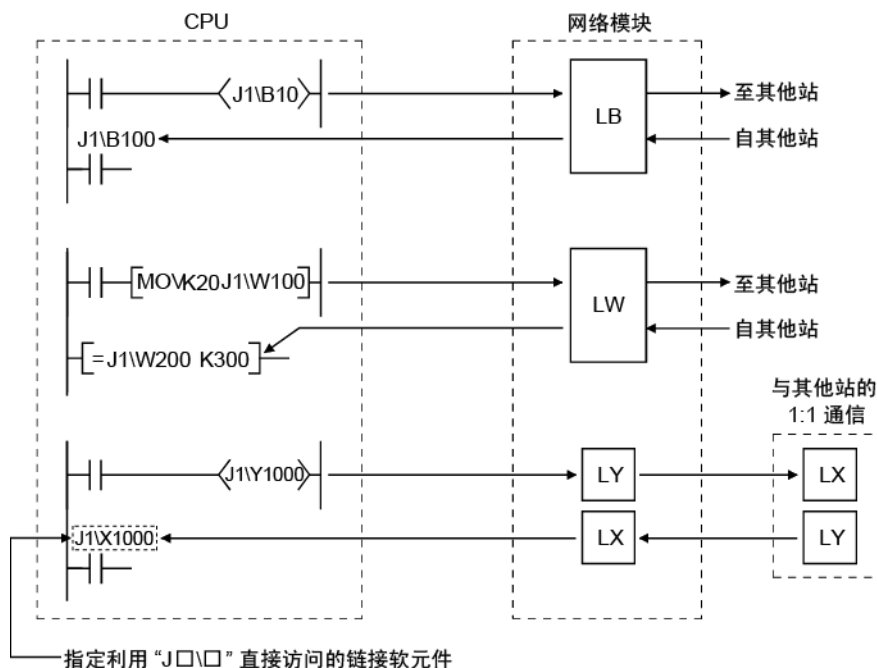 CPU
网络模块
J1\B10
LB
至其他站
J1\B100
自其他站
MOVK20J1\W100
LW
至其他站
自其他站
=J1\W200 K300
与其他站的
1:1 通信
J1\Y1000
LY
LX
J1\X1000
LX
LY
指定利用 “J□\□” 直接访问的链接软元件